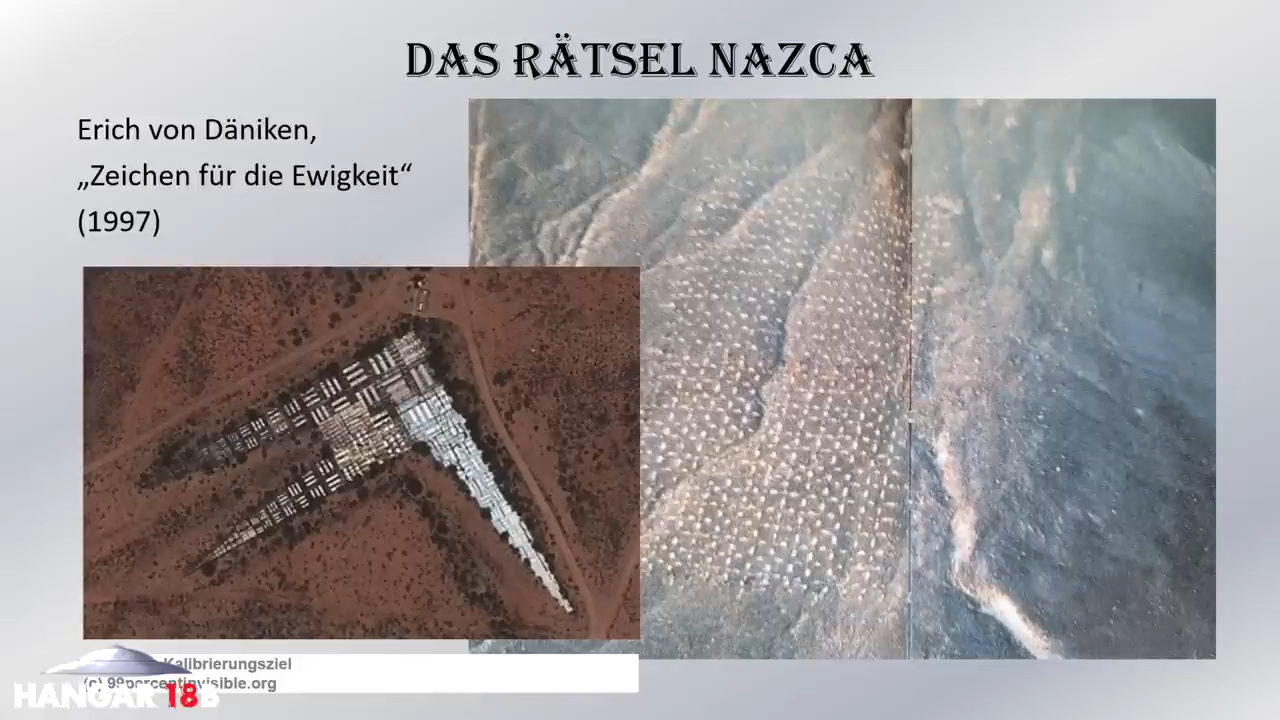 DAS RÄTSEL NAZCA
Erich von Däniken,
„Zeichen für die Ewigkeit“
(1997)
Kalibrierungsziel
(c) 99percentinvisible.org
HANGAR 18B